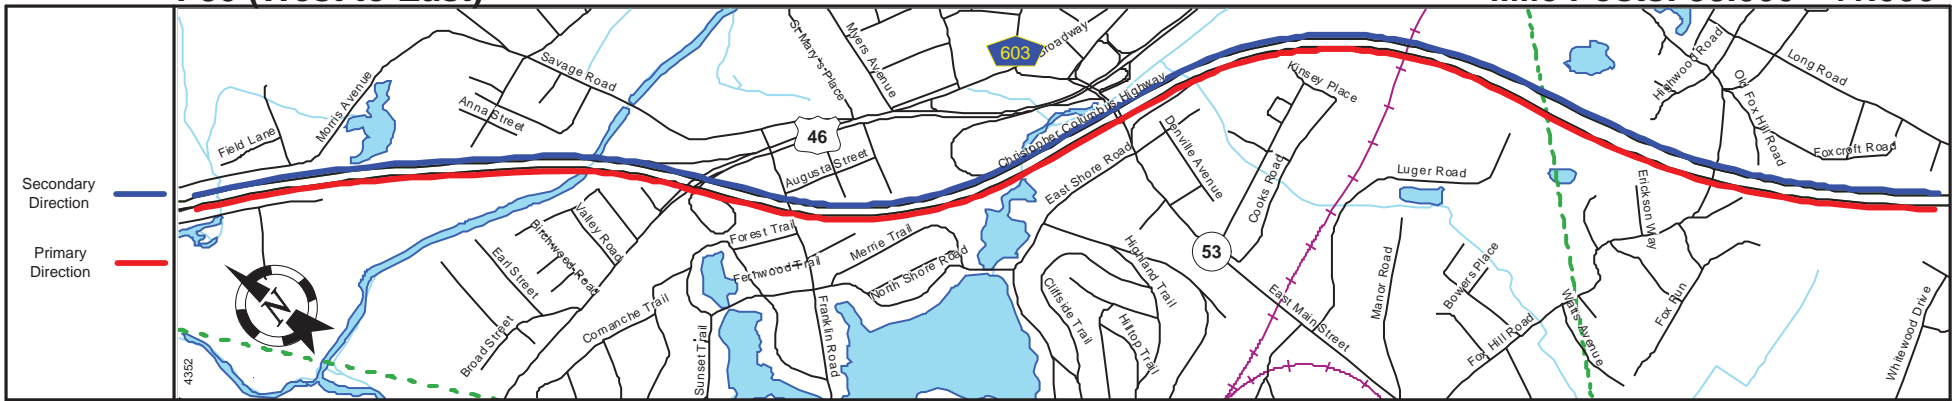 Secondary
Direction
Primary
Direction
Field Lane
Morris Avenue
Savage Road
Anna Street
St Mary's Place
Myers Avenue
603
Broadway
46
Augusta Street
Christopher Columbus Highway
East Shore Road
Denville Avenue
Kinsey Place
Cooks Road
Luger Road
Highwood Road
Old Fox Hill Road
Long Road
Foxcroft Road
Erickson Way
Valley Road
Birchwood Road
Earl Street
Broad Street
Comanche Trail
Forest Trail
Fernwood Trail
Merrie Trail
North Shore Road
Franklin Road
Sunset Trail
Cliffside Trail
Hilltop Trail
Highland Trail
53
East Main Street
Manor Road
Bowers Place
Fox Hill Road
Watts Avenue
Fox Run
Whitewood Drive
N
4352